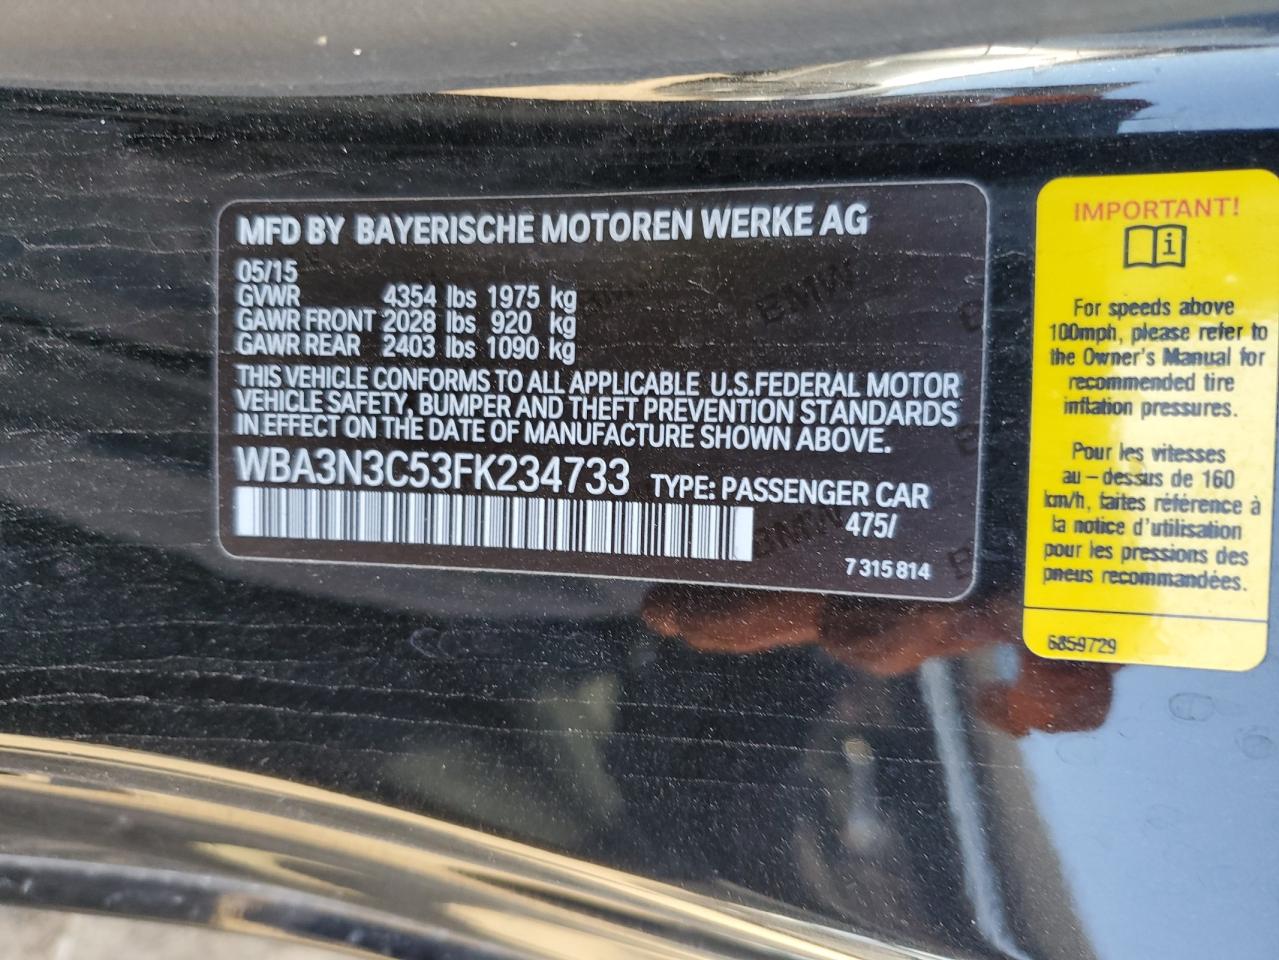 MFD BY BAYERISCHE MOTOREN WERKE AG
05/15
GVWR 4354 lbs 1975 kg
GAWR FRONT 2028 lbs 920 kg
GAWR REAR 2403 lbs 1090 kg
THIS VEHICLE CONFORMS TO ALL APPLICABLE U.S.FEDERAL MOTOR
VEHICLE SAFETY, BUMPER AND THEFT PREVENTION STANDARDS
IN EFFECT ON THE DATE OF MANUFACTURE SHOWN ABOVE.
WBA3N3C53FK234733 TYPE: PASSENGER CAR
475/
7 315 814
IMPORTANT!
i
For speeds above
100mph, please refer to
the Owner's Manual for
recommended tire
inflation pressures.
Pour les vitesses
au-dessus de 160
km/h, faites référence à
la notice d'utilisation
pour les pressions des
pneus recommandées.
6859729
BMW
BMW